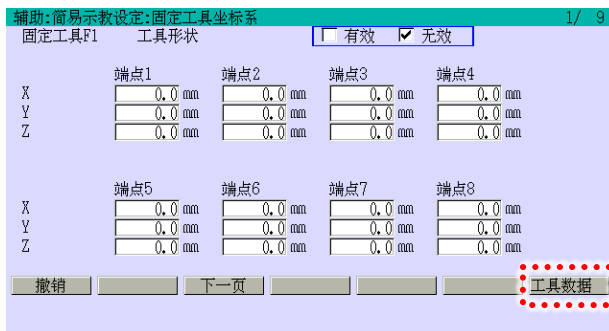 辅助:简易示教设定:固定工具坐标系 1/ 9
固定工具F1 工具形状 有效 无效
端点1 端点2 端点3 端点4
X 0.0 mm 0.0 mm 0.0 mm 0.0 mm
Y 0.0 mm 0.0 mm 0.0 mm 0.0 mm
Z 0.0 mm 0.0 mm 0.0 mm 0.0 mm
端点5 端点6 端点7 端点8
X 0.0 mm 0.0 mm 0.0 mm 0.0 mm
Y 0.0 mm 0.0 mm 0.0 mm 0.0 mm
Z 0.0 mm 0.0 mm 0.0 mm 0.0 mm
撤销 下一页 工具数据